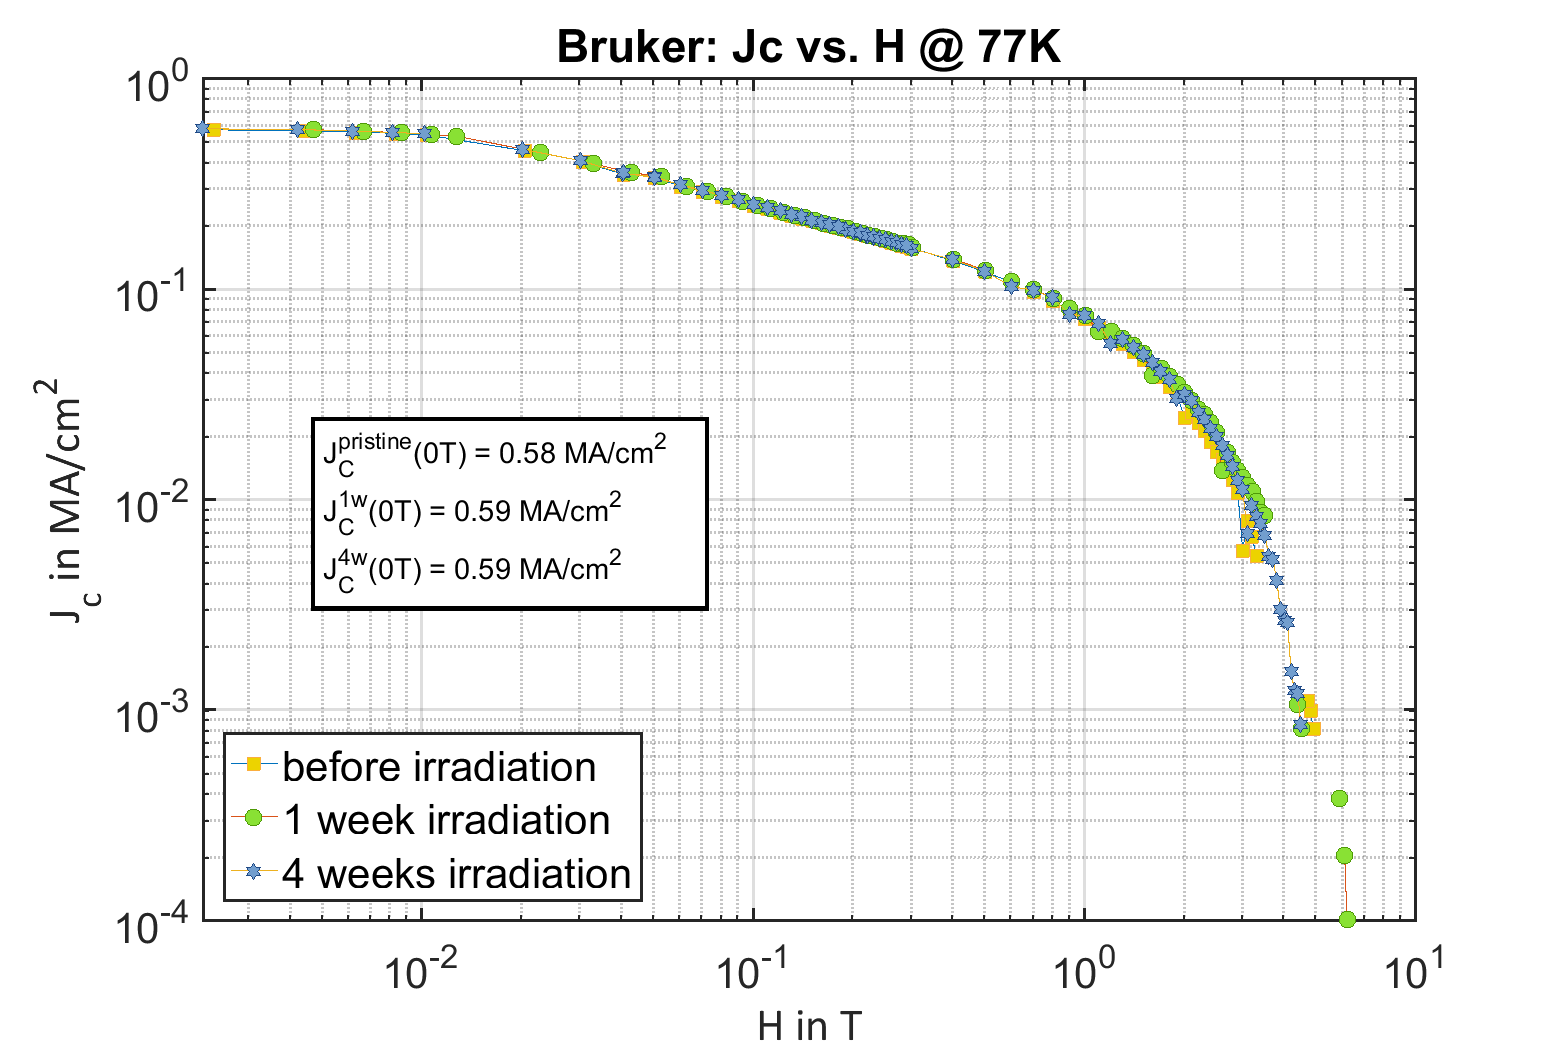 Bruker: Jc vs. H @ 77K
10^0
10^-1
10^-2
10^-3
10^-4
J_c in MA/cm^2
J_C^pristine(0T) = 0.58 MA/cm^2
J_C^1w(0T) = 0.59 MA/cm^2
J_C^4w(0T) = 0.59 MA/cm^2
before irradiation
1 week irradiation
4 weeks irradiation
10^-2 10^-1 10^0 10^1
H in T